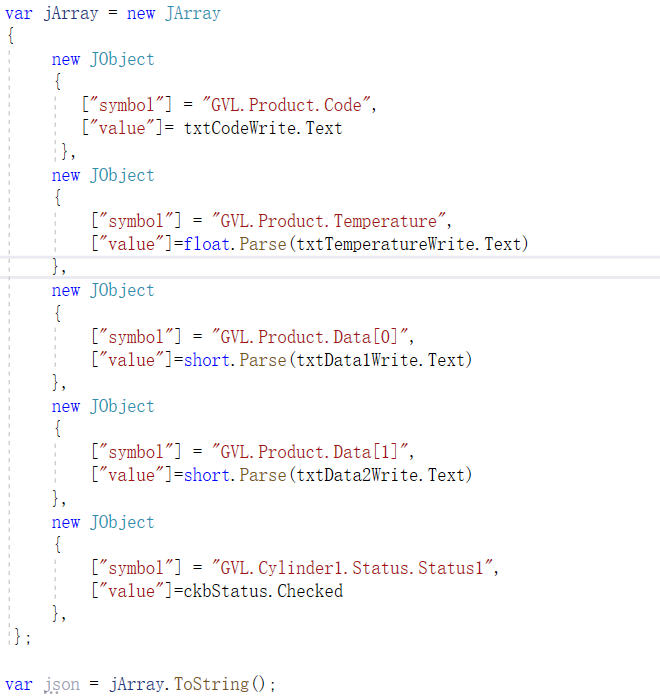 var jArray = new JArray
{
new JObject
{
["symbol"] = "GVL.Product.Code",
["value"]= txtCodeWrite.Text
},
new JObject
{
["symbol"] = "GVL.Product.Temperature",
["value"]=float.Parse(txtTemperatureWrite.Text)
},
new JObject
{
["symbol"] = "GVL.Product.Data[0]",
["value"]=short.Parse(txtData1Write.Text)
},
new JObject
{
["symbol"] = "GVL.Product.Data[1]",
["value"]=short.Parse(txtData2Write.Text)
},
new JObject
{
["symbol"] = "GVL.Cylinder1.Status.Status1",
["value"]=ckbStatus.Checked
},
};
var json = jArray.ToString();